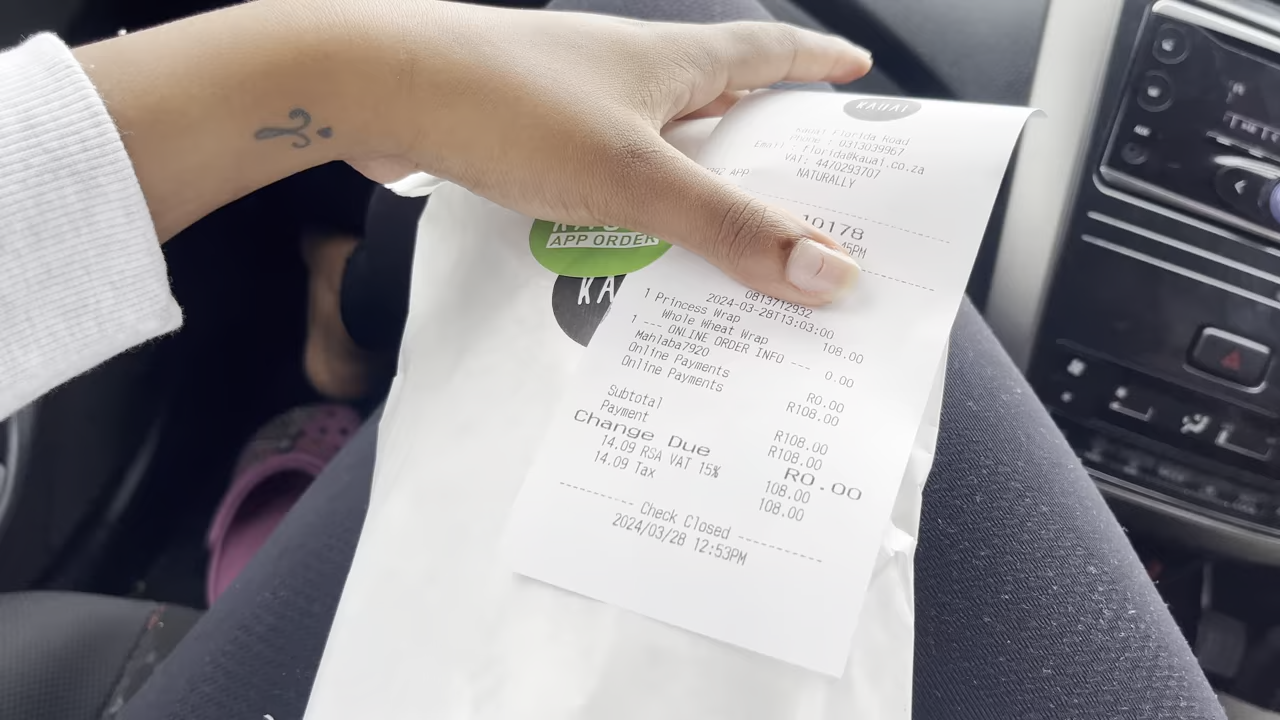 KAUAI
Kauai Florida Road
Phone : 0313039967
Email : florida@kauai.co.za
VAT: 4470293707
NATURALLY
APP
10178
45PM
APP ORDER
KA
0813712932
2024-03-28T13:03:00
1 Princess Wrap 108.00
Whole Wheat Wrap
1 --- ONLINE ORDER INFO --- 0.00
Mahlaba7920
Online Payments R0.00
Online Payments R108.00
Subtotal R108.00
Payment R108.00
Change Due R0.00
14.09 RSA VAT 15% 108.00
14.09 Tax 108.00
--------- Check Closed ---------
2024/03/28 12:53PM